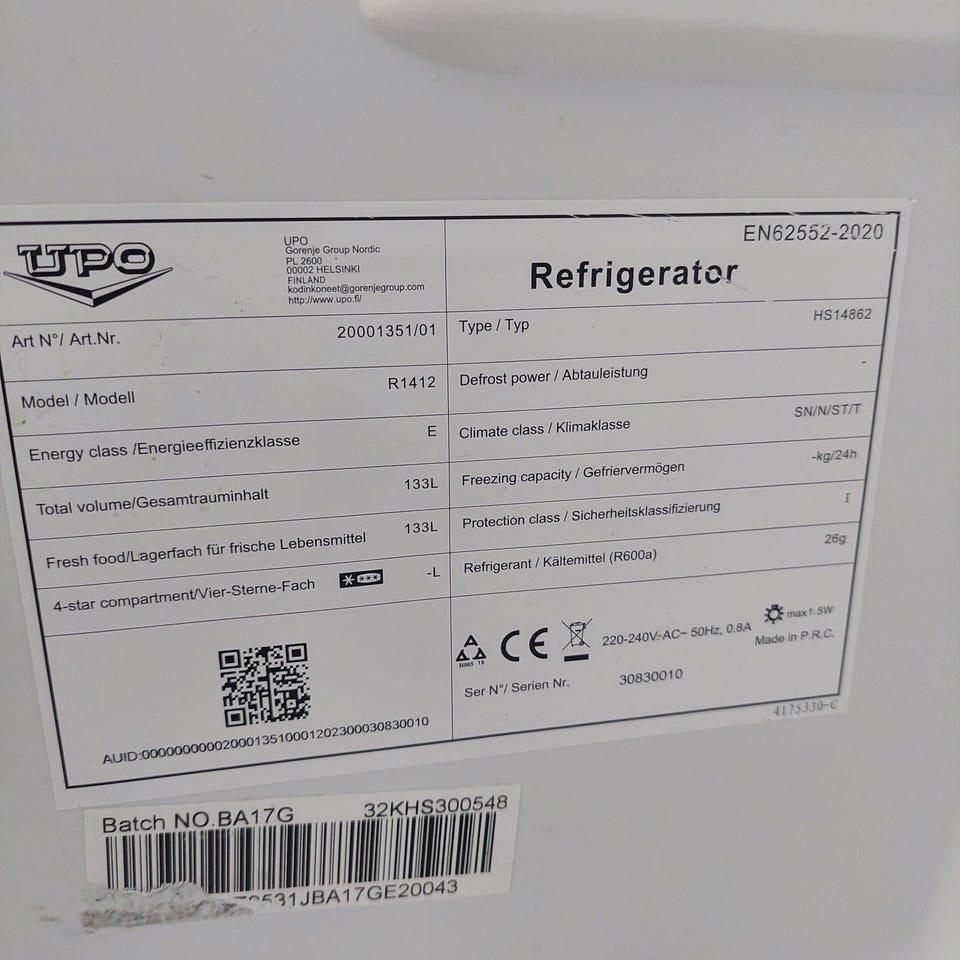 UPO
UPO
Gorenje Group Nordic
PL 2600
00002 HELSINKI
FINLAND
kodinkoneet@gorenjegroup.com
http://www.upo.fi/
EN62552-2020
Refrigerator
Art N°/ Art.Nr. 20001351/01
Model / Modell R1412
Energy class /Energieeffizienzklasse E
Total volume/Gesamtrauminhalt 133L
Fresh food/Lagerfach für frische Lebensmittel 133L
4-star compartment/Vier-Sterne-Fach -L
Type / Typ HS14862
Defrost power / Abtauleistung -
Climate class / Klimaklasse SN/N/ST/T
Freezing capacity / Gefriervermögen -kg/24h
Protection class / Sicherheitsklassifizierung I
Refrigerant / Kältemittel (R600a) 26g
CE 220-240V-AC~ 50Hz, 0.8A max1.5W
Made in P.R.C.
Ser N°/ Serien Nr. 30830010
4175330-C
AUID:0000000000200013510001202300030830010
Batch NO.BA17G 32KHS300548
531JBA17GE20043